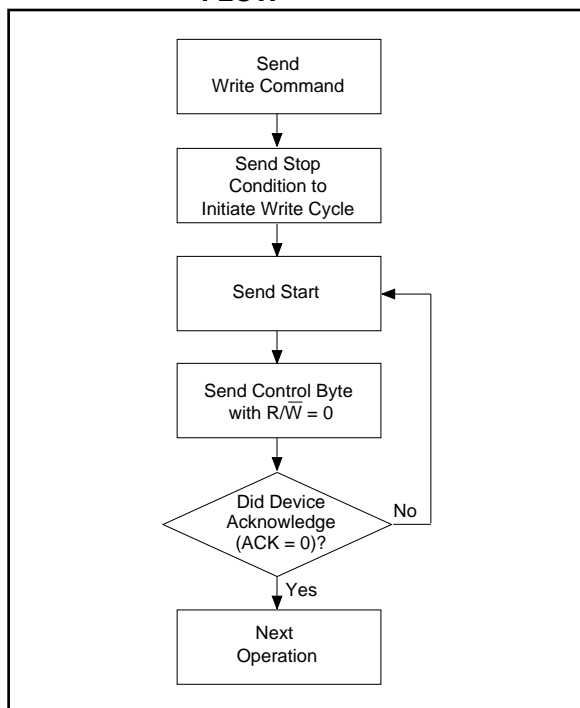 FLOW
Send
Write Command
Send Stop
Condition to
Initiate Write Cycle
Send Start
Send Control Byte
with R/W̅ = 0
Did Device
Acknowledge
(ACK = 0)?
No
Yes
Next
Operation